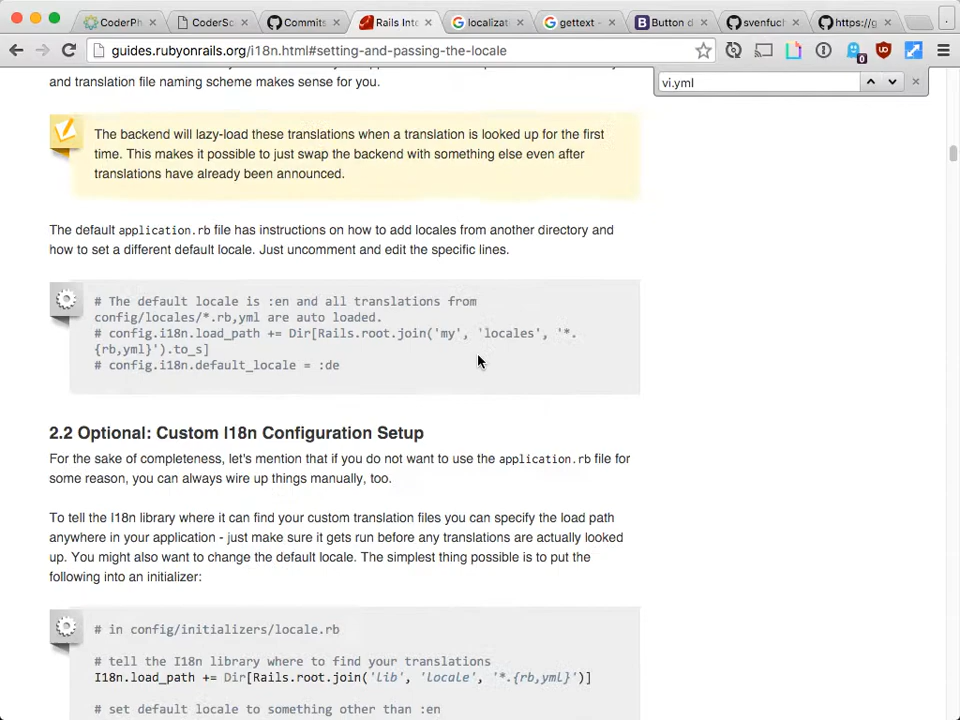 CoderPh
CoderSc
Commits
Rails Inte
localizat
gettext -
Button d
svenfuc
https://g
guides.rubyonrails.org/i18n.html#setting-and-passing-the-locale
0
vi.yml
and translation file naming scheme makes sense for you.
The backend will lazy-load these translations when a translation is looked up for the first
time. This makes it possible to just swap the backend with something else even after
translations have already been announced.
The default application.rb file has instructions on how to add locales from another directory and
how to set a different default locale. Just uncomment and edit the specific lines.
# The default locale is :en and all translations from
config/locales/*.rb,yml are auto loaded.
# config.i18n.load_path += Dir[Rails.root.join('my', 'locales', '*.
{rb,yml}').to_s]
# config.i18n.default_locale = :de
2.2 Optional: Custom I18n Configuration Setup
For the sake of completeness, let's mention that if you do not want to use the application.rb file for
some reason, you can always wire up things manually, too.
To tell the I18n library where it can find your custom translation files you can specify the load path
anywhere in your application - just make sure it gets run before any translations are actually looked
up. You might also want to change the default locale. The simplest thing possible is to put the
following into an initializer:
# in config/initializers/locale.rb
# tell the I18n library where to find your translations
I18n.load_path += Dir[Rails.root.join('lib', 'locale', '*.{rb,yml}')]
# set default locale to something other than :en